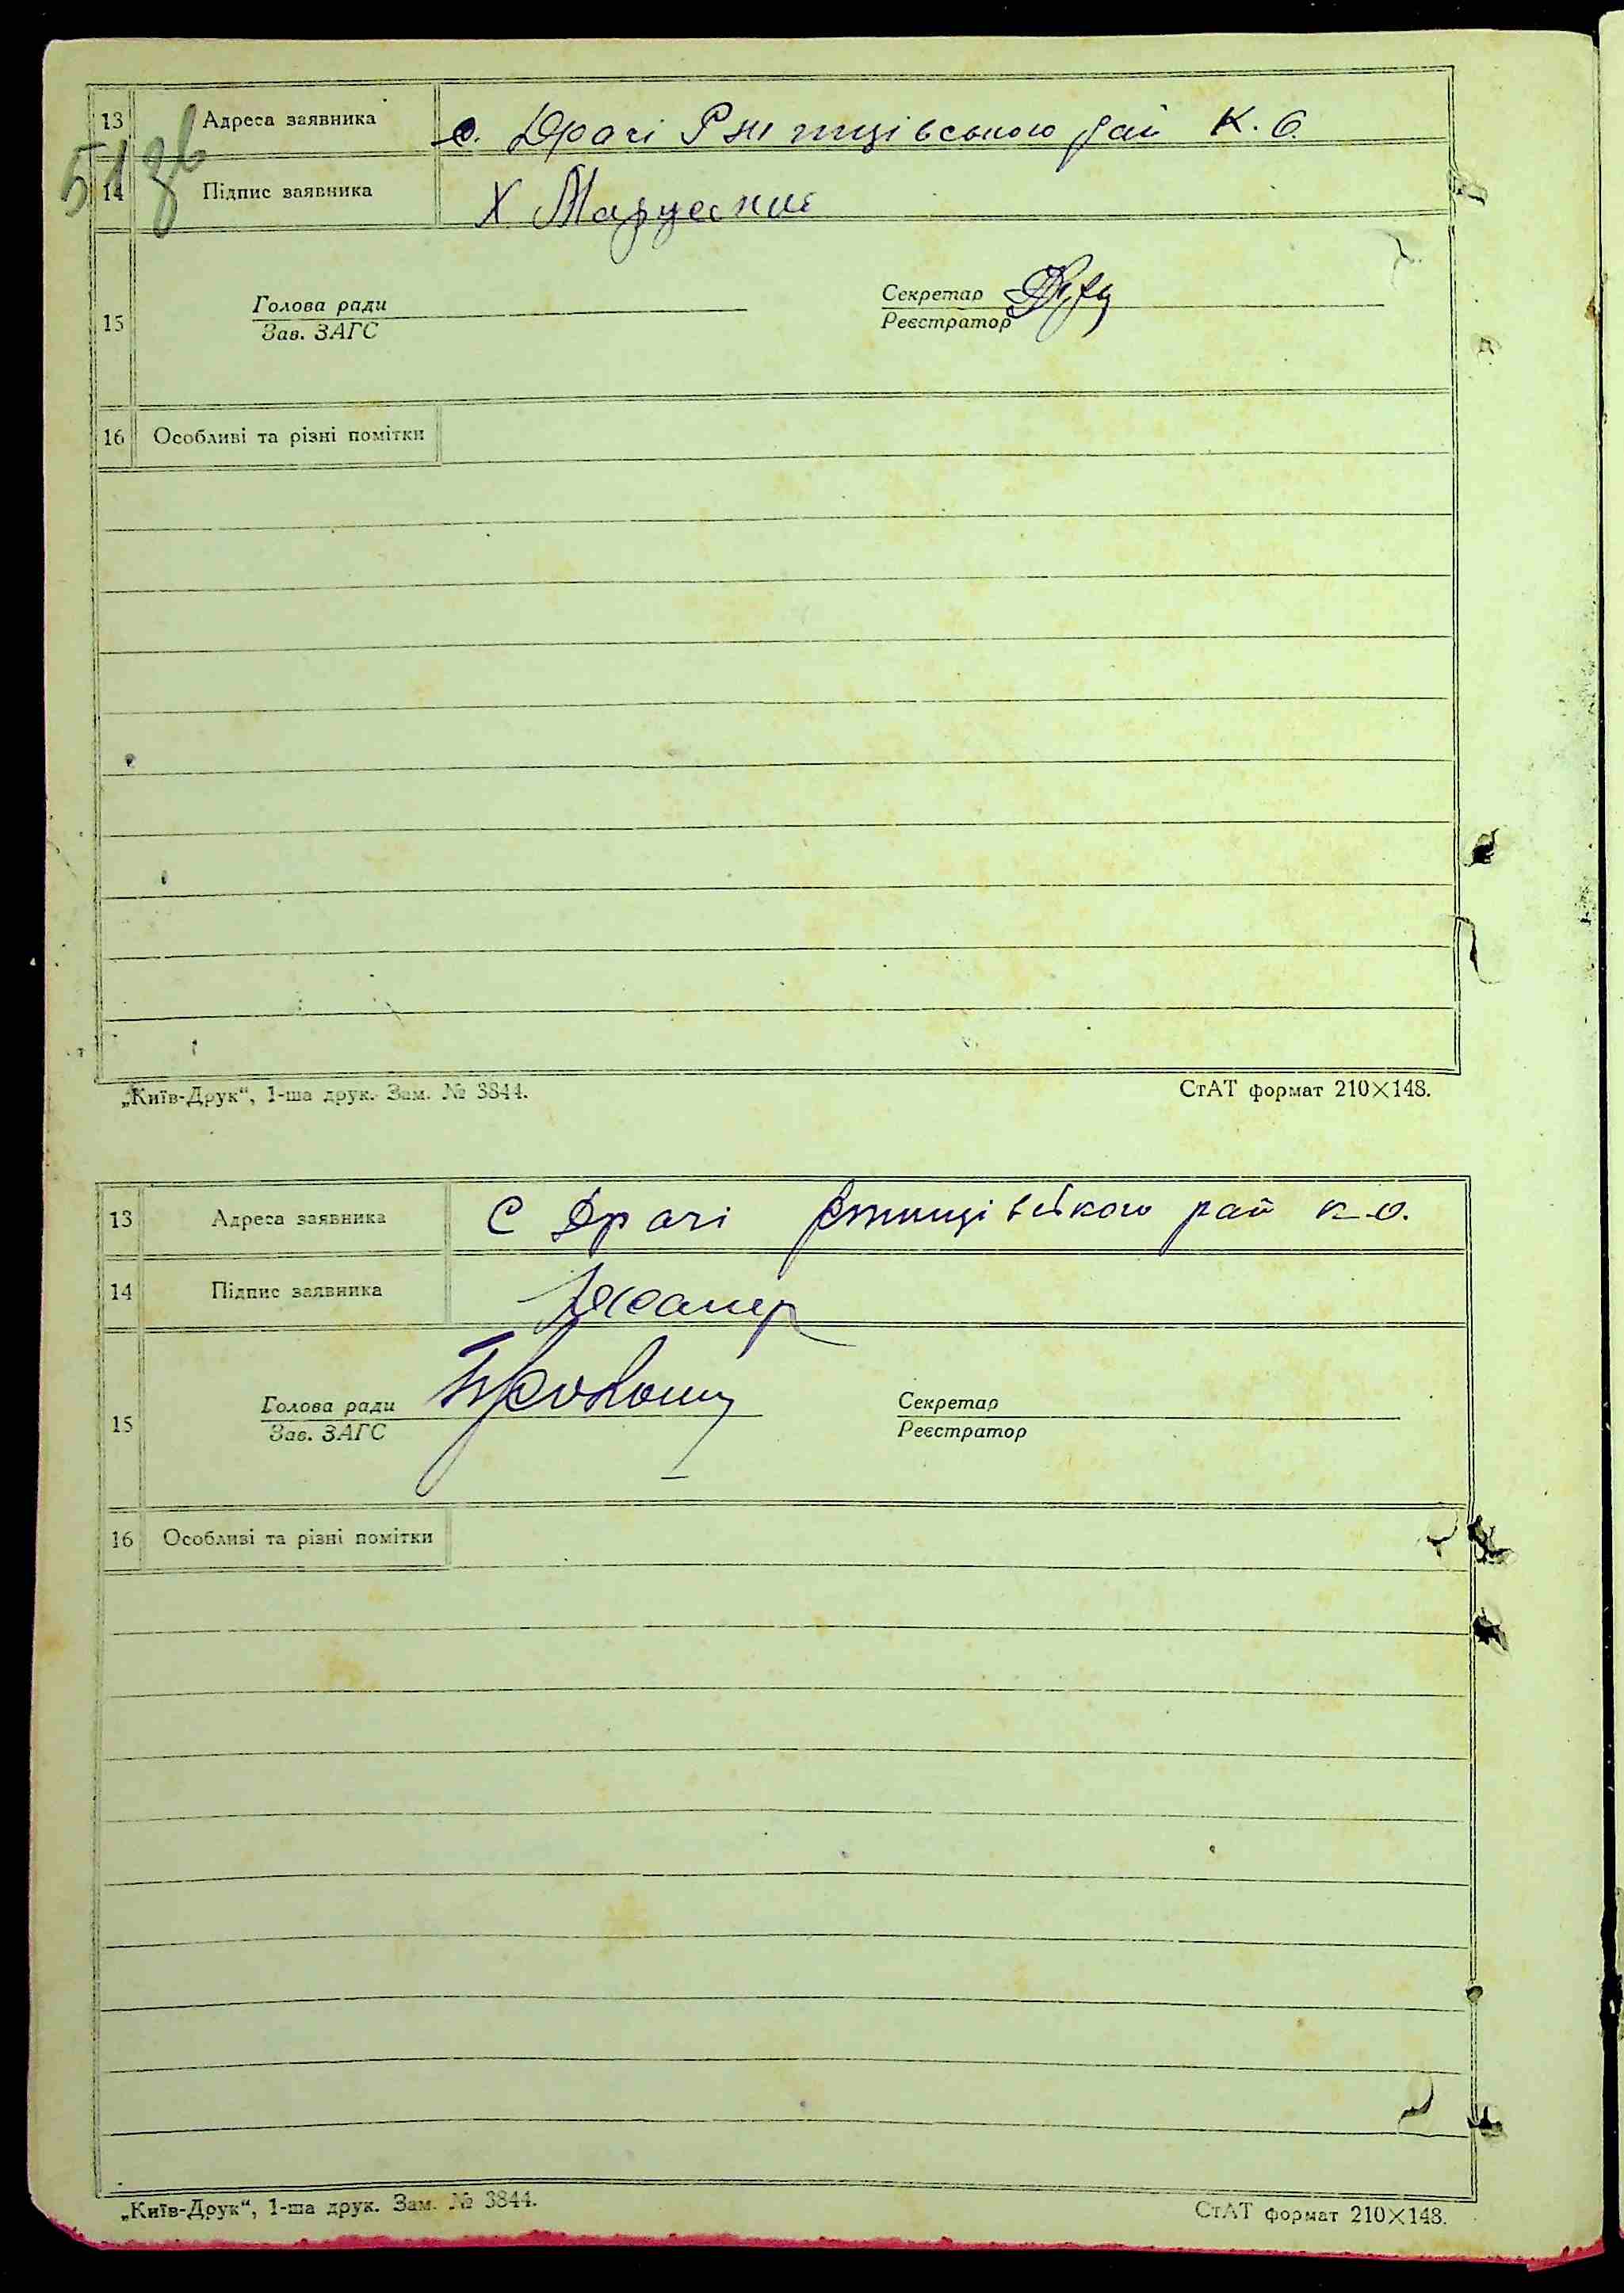 51 зв
13 Адреса заявника с. Драчі Ржищівського рай К. О.
14 Підпис заявника Х
15 Голова ради Секретар
Зав. ЗАГС Реєстратор
16 Особливі та різні помітки
„Київ-Друк“, 1-ша друк. Зам. № 3844. СтАТ формат 210×148.
13 Адреса заявника С Драчі Ржищівського рай К.О.
14 Підпис заявника
15 Голова ради Секретар
Зав. ЗАГС Реєстратор
16 Особливі та різні помітки
„Київ-Друк“, 1-ша друк. Зам. № 3844. СтАТ формат 210×148.